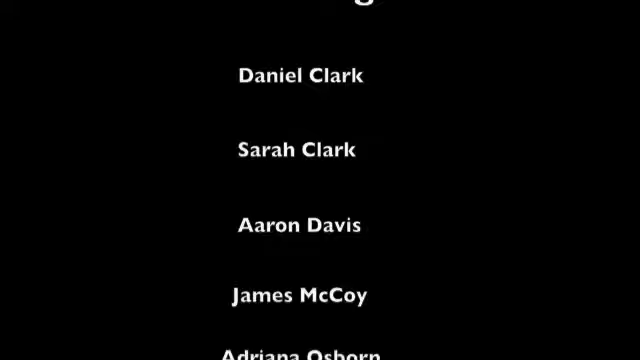 Daniel Clark
Sarah Clark
Aaron Davis
James McCoy
Adriana Osborn